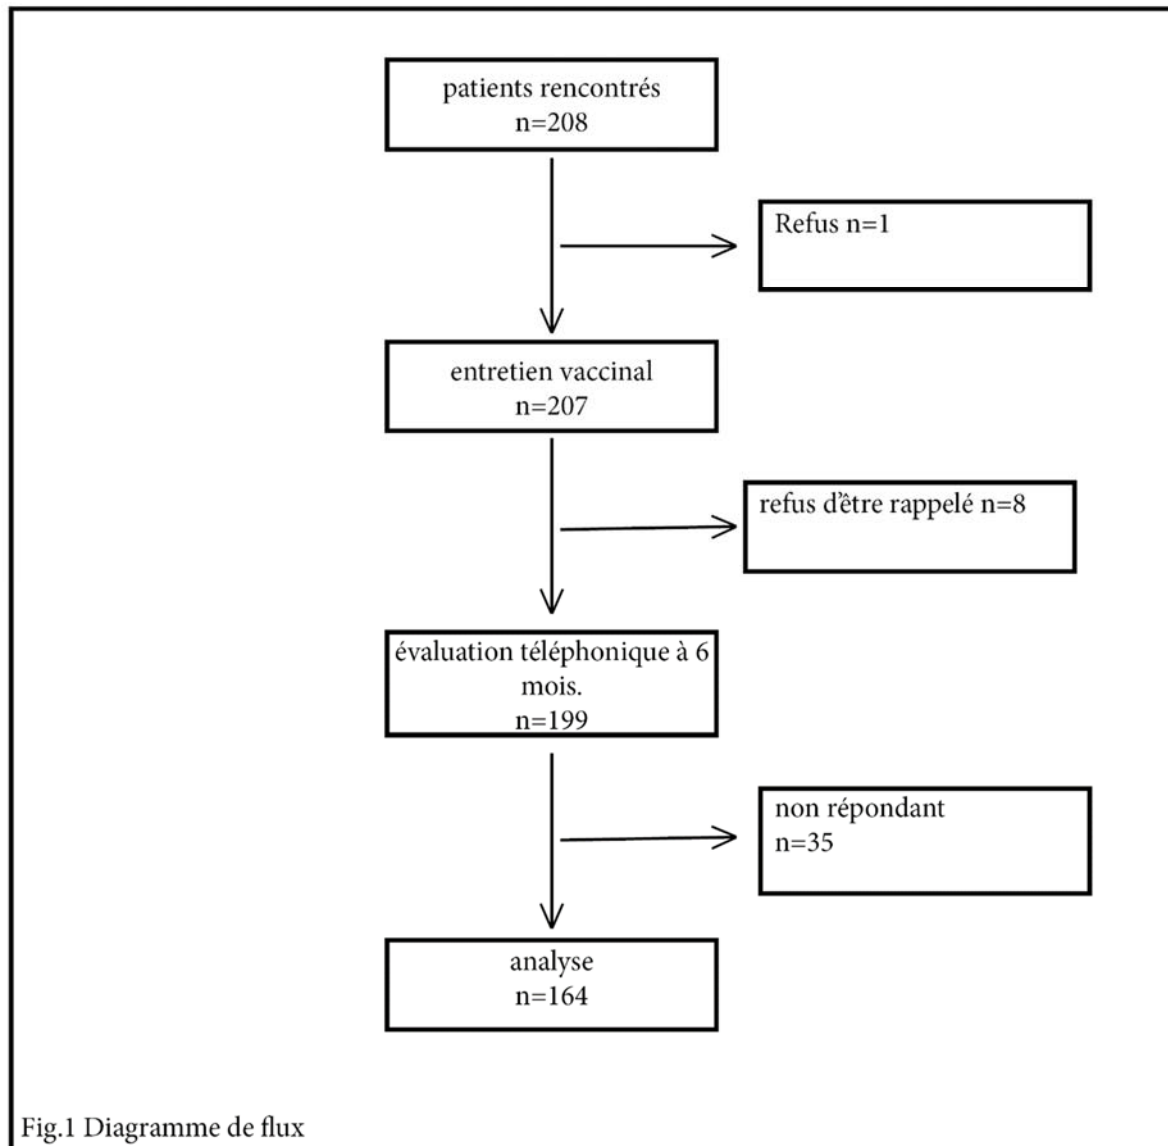 patients rencontrés
n=208
Refus n=1
entretien vaccinal
n=207
refus d'être rappelé n=8
évaluation téléphonique à 6
mois.
n=199
non répondant
n=35
analyse
n=164
Fig.1 Diagramme de flux